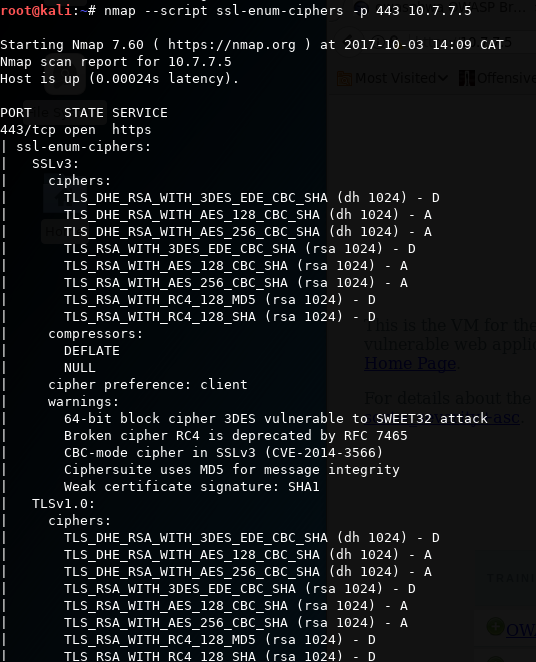 root@kali:~# nmap --script ssl-enum-ciphers -p 443 10.7.7.5
Starting Nmap 7.60 ( https://nmap.org ) at 2017-10-03 14:09 CAT
Nmap scan report for 10.7.7.5
Host is up (0.00024s latency).
Most Visited
Offensive
PORT STATE SERVICE
443/tcp open https
| ssl-enum-ciphers:
| SSLv3:
| ciphers:
| TLS_DHE_RSA_WITH_3DES_EDE_CBC_SHA (dh 1024) - D
| TLS_DHE_RSA_WITH_AES_128_CBC_SHA (dh 1024) - A
| TLS_DHE_RSA_WITH_AES_256_CBC_SHA (dh 1024) - A
| TLS_RSA_WITH_3DES_EDE_CBC_SHA (rsa 1024) - D
| TLS_RSA_WITH_AES_128_CBC_SHA (rsa 1024) - A
| TLS_RSA_WITH_AES_256_CBC_SHA (rsa 1024) - A
| TLS_RSA_WITH_RC4_128_MD5 (rsa 1024) - D
| TLS_RSA_WITH_RC4_128_SHA (rsa 1024) - D
| compressors:
| DEFLATE
| NULL
| cipher preference: client
| warnings:
| 64-bit block cipher 3DES vulnerable to SWEET32 attack
| Broken cipher RC4 is deprecated by RFC 7465
| CBC-mode cipher in SSLv3 (CVE-2014-3566)
| Ciphersuite uses MD5 for message integrity
| Weak certificate signature: SHA1
| TLSv1.0:
| ciphers:
| TLS_DHE_RSA_WITH_3DES_EDE_CBC_SHA (dh 1024) - D
| TLS_DHE_RSA_WITH_AES_128_CBC_SHA (dh 1024) - A
| TLS_DHE_RSA_WITH_AES_256_CBC_SHA (dh 1024) - A
| TLS_RSA_WITH_3DES_EDE_CBC_SHA (rsa 1024) - D
| TLS_RSA_WITH_AES_128_CBC_SHA (rsa 1024) - A
| TLS_RSA_WITH_AES_256_CBC_SHA (rsa 1024) - A
| TLS_RSA_WITH_RC4_128_MD5 (rsa 1024) - D
| TLS_RSA_WITH_RC4_128_SHA (rsa 1024) - D
This is the VM for the
vulnerable web applic
Home Page
For details about the
TRAIN
OWA